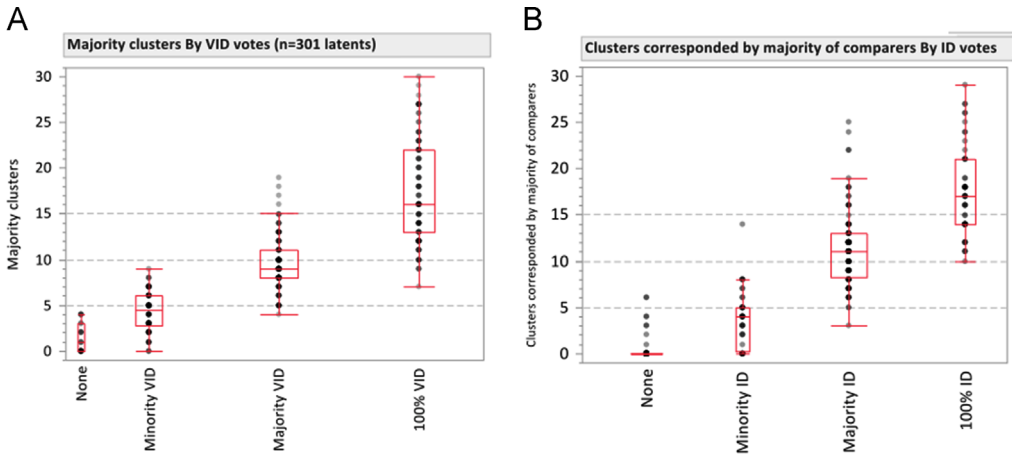 A
Majority clusters By VID votes (n=301 latents)
Majority clusters
30
25
20
15
10
5
0
None
Minority VID
Majority VID
100% VID
B
Clusters corresponded by majority of comparers By ID votes
Clusters corresponded by majority of comparers
30
25
20
15
10
5
0
None
Minority ID
Majority ID
100% ID